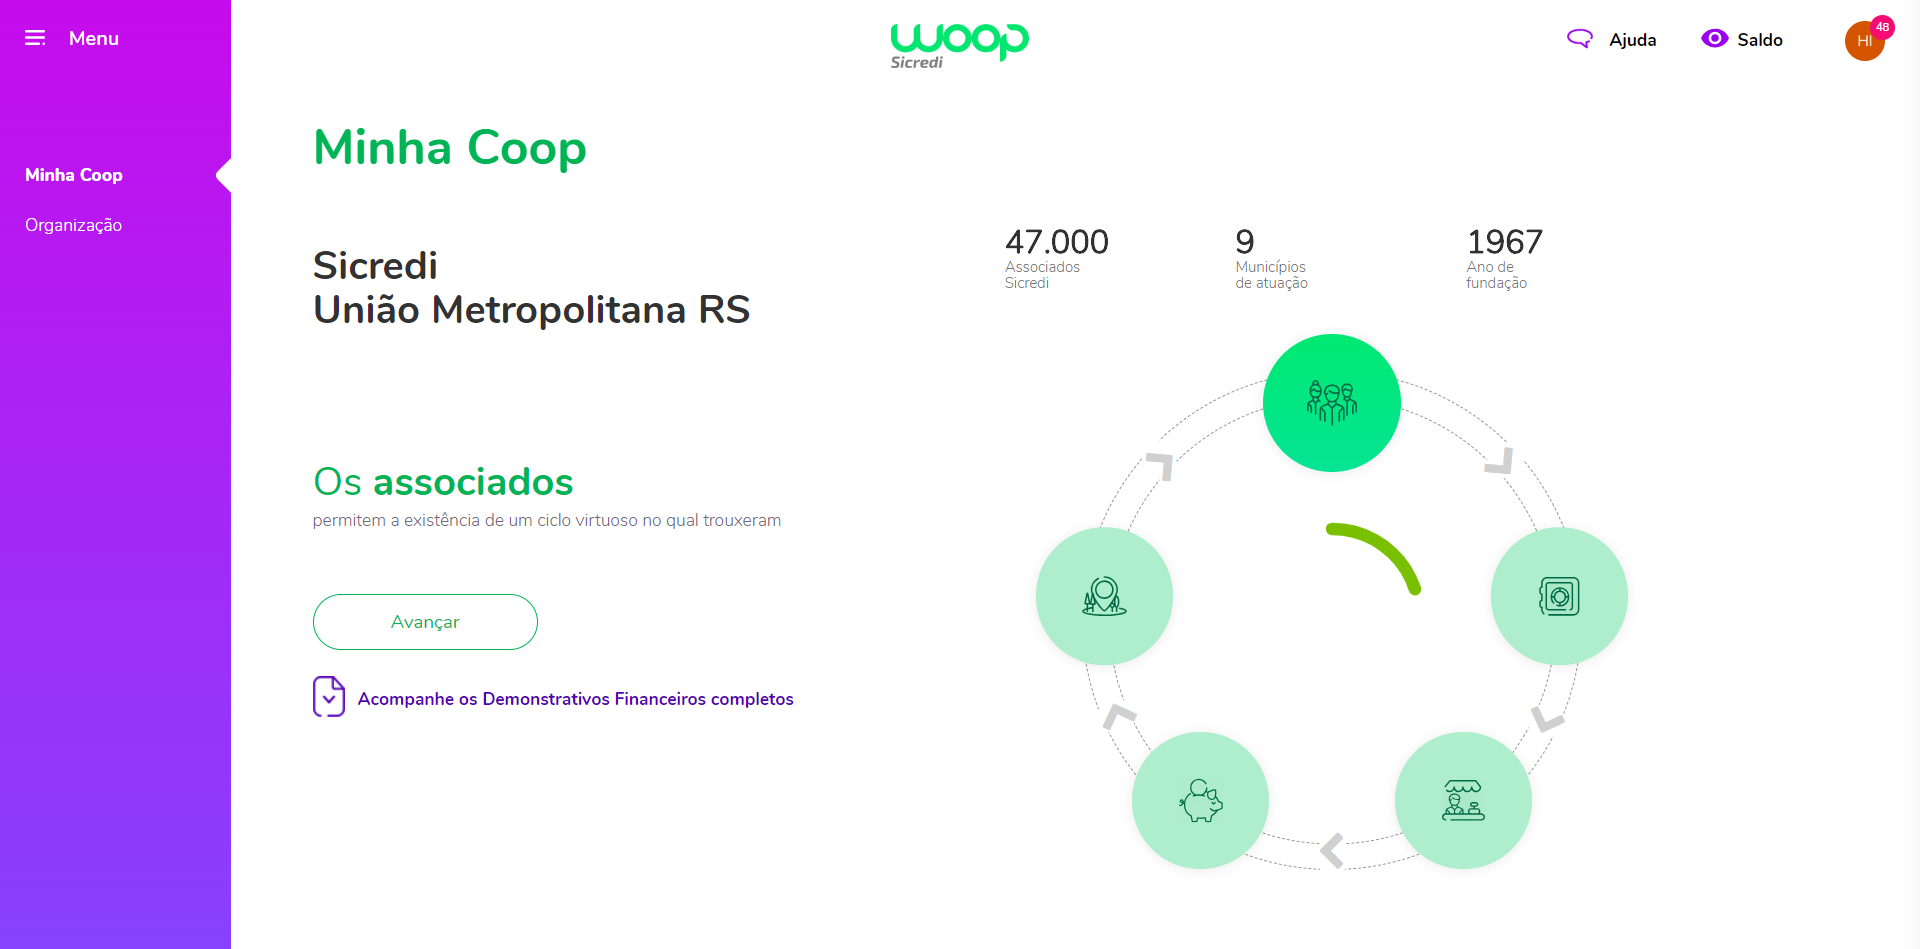 Menu
woop
Sicredi
Ajuda
Saldo
HI
48
Minha Coop
Organização
Minha Coop
Sicredi
União Metropolitana RS
47.000
Associados
Sicredi
9
Municípios
de atuação
1967
Ano de
fundação
Os associados
permitem a existência de um ciclo virtuoso no qual trouxeram
Avançar
Acompanhe os Demonstrativos Financeiros completos